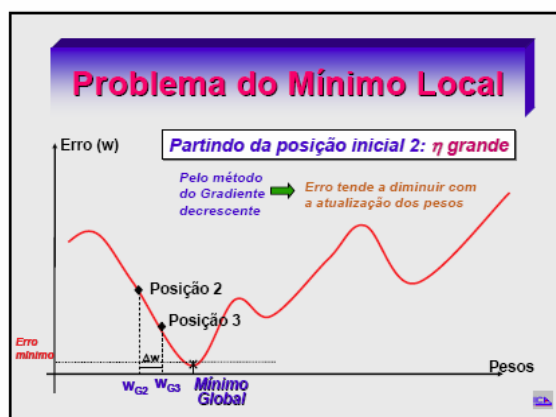 Problema do Mínimo Local
Erro (w)
Partindo da posição inicial 2: η grande
Pelo método
do Gradiente
decrescente
Erro tende a diminuir com
a atualização dos pesos
Posição 2
Posição 3
Erro
mínimo
Δw
Pesos
wG2
wG3
Mínimo
Global